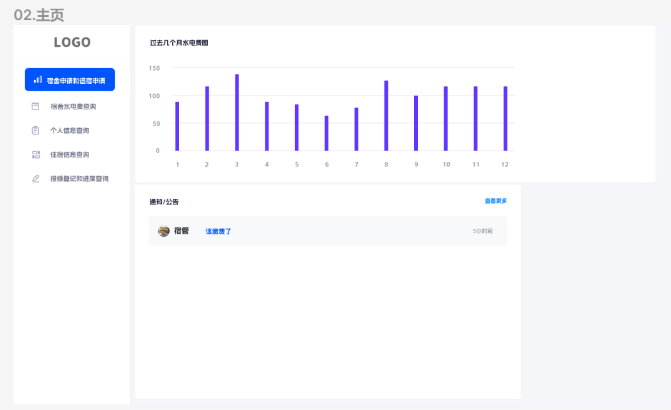 02.主页
LOGO
宿舍申请和退宿申请
宿舍水电费查询
个人信息查询
住宿信息查询
报修登记和进度查询
过去几个月水电费图
150
100
50
0
1 2 3 4 5 6 7 8 9 10 11 12
通知/公告
查看更多
宿管
该缴费了
5小时前